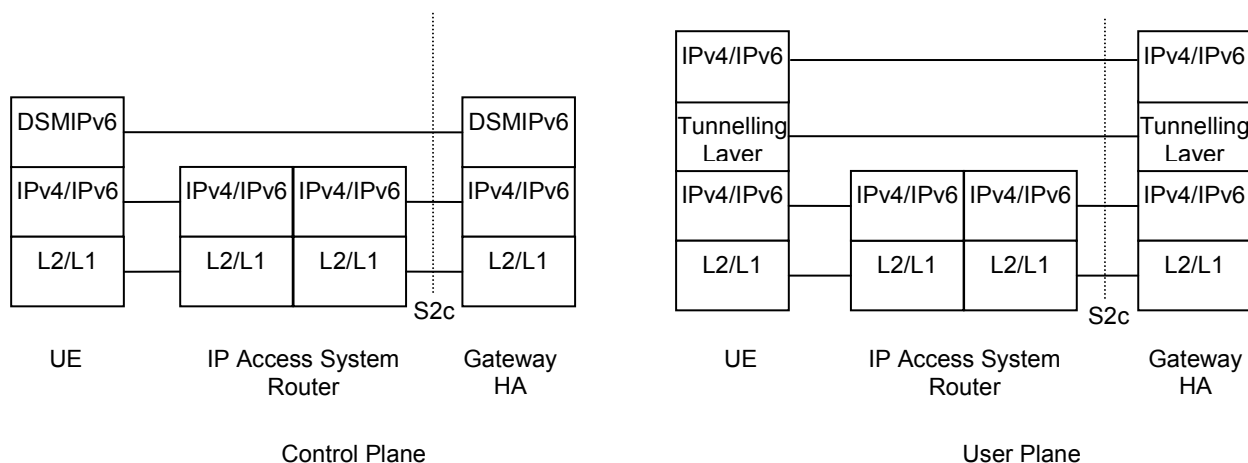 DSMIPv6
DSMIPv6
IPv4/IPv6
IPv4/IPv6
IPv4/IPv6
IPv4/IPv6
L2/L1
L2/L1
L2/L1
L2/L1
S2c
UE
IP Access System
Router
Gateway
HA
Control Plane
IPv4/IPv6
IPv4/IPv6
Tunnelling
Layer
Tunnelling
Layer
IPv4/IPv6
IPv4/IPv6
IPv4/IPv6
IPv4/IPv6
L2/L1
L2/L1
L2/L1
L2/L1
S2c
UE
IP Access System
Router
Gateway
HA
User Plane